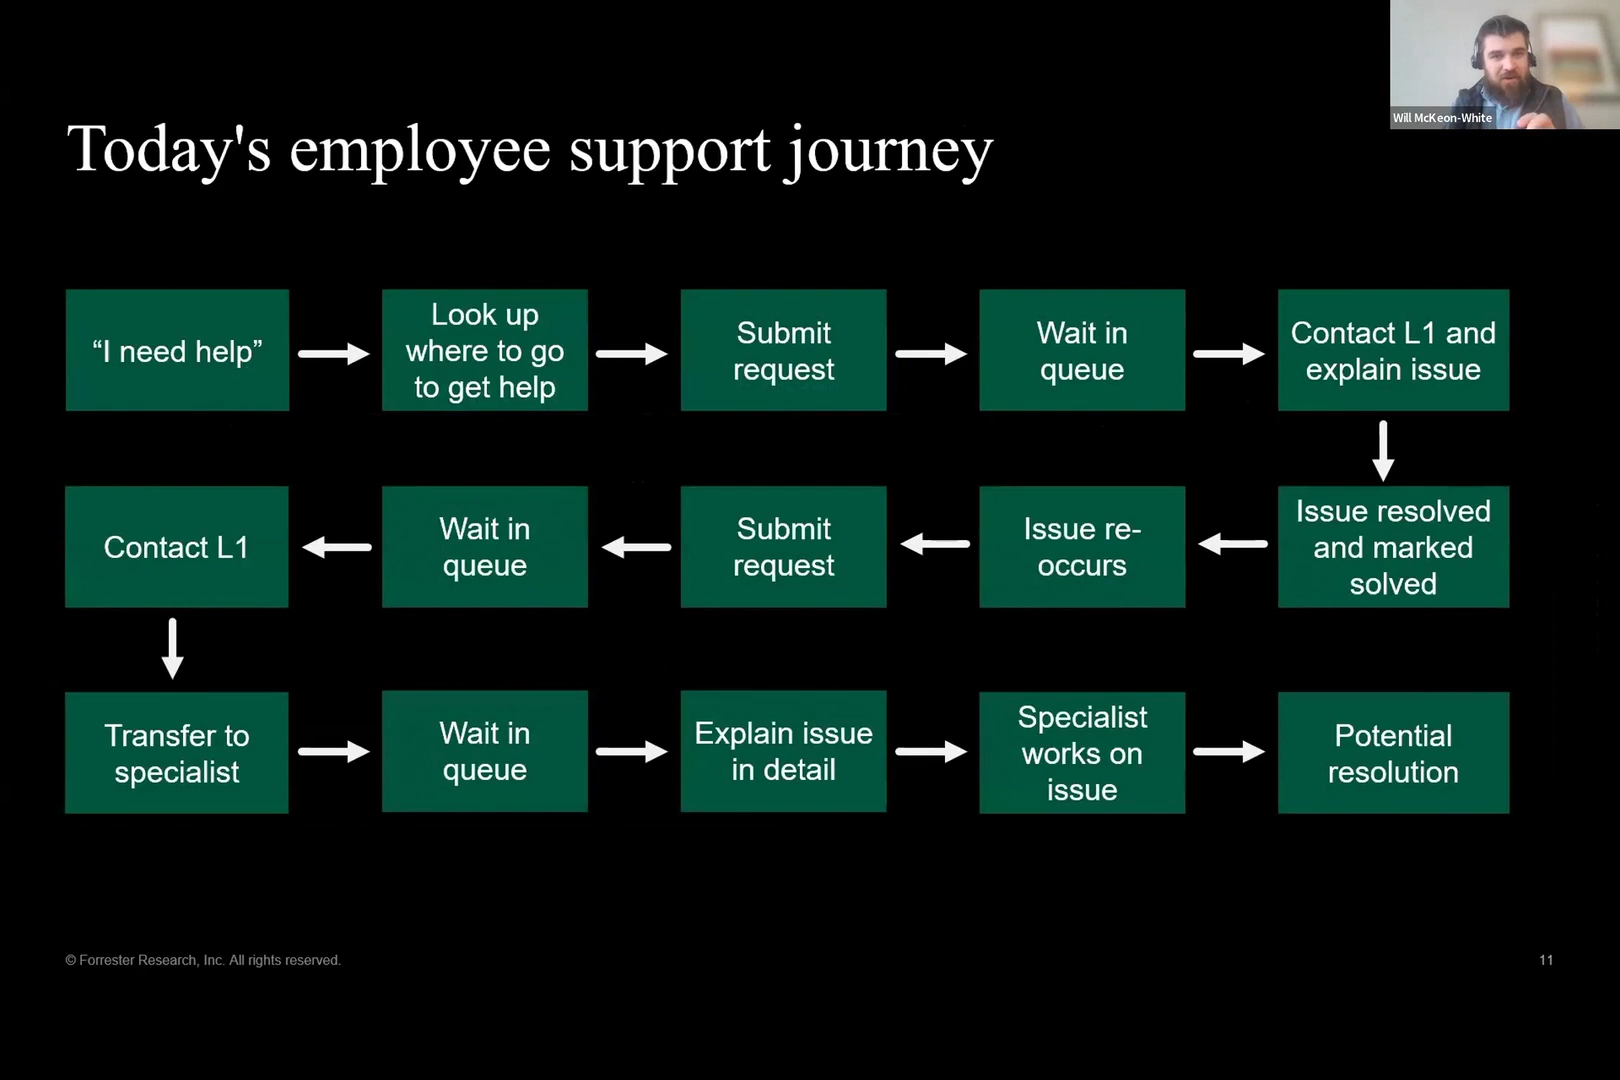 Will McKeon-White
Today's employee support journey
“I need help”
Look up
where to go
to get help
Submit
request
Wait in
queue
Contact L1 and
explain issue
Issue resolved
and marked
solved
Issue re-
occurs
Submit
request
Wait in
queue
Contact L1
Transfer to
specialist
Wait in
queue
Explain issue
in detail
Specialist
works on
issue
Potential
resolution
© Forrester Research, Inc. All rights reserved.
11